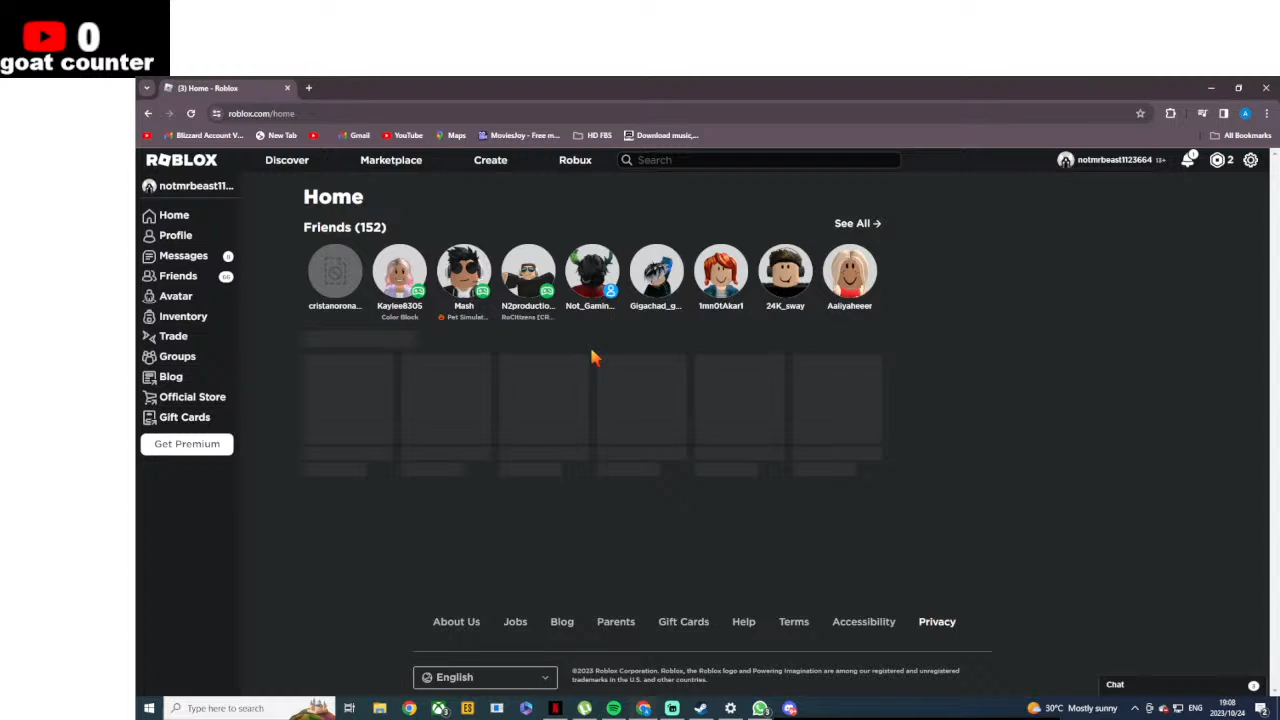 0
goat counter
(3) Home - Roblox
roblox.com/home
Blizzard Account V...
New Tab
Gmail
YouTube
Maps
MoviesJoy - Free m...
HD FBS
Download music,...
All Bookmarks
ROBLOX
Discover
Marketplace
Create
Robux
Search
notmrbeast1123664 13+
1
2
notmrbeast11...
Home
Profile
Messages 8
Friends 66
Avatar
Inventory
Trade
Groups
Blog
Official Store
Gift Cards
Get Premium
Home
Friends (152)
See All →
cristanorona...
Kaylee8305
Color Block
Mash
Pet Simulat...
N2productio...
RoCitizens [CR...
Not_Gamin...
Gigachad_g...
1mn0tAkar1
24K_sway
Aaliyaheeer
About Us
Jobs
Blog
Parents
Gift Cards
Help
Terms
Accessibility
Privacy
English
©2023 Roblox Corporation. Roblox, the Roblox logo and Powering Imagination are among our registered and unregistered
trademarks in the U.S. and other countries.
Chat
3
Type here to search
30°C Mostly sunny
ENG
19:08
2023/10/24
2